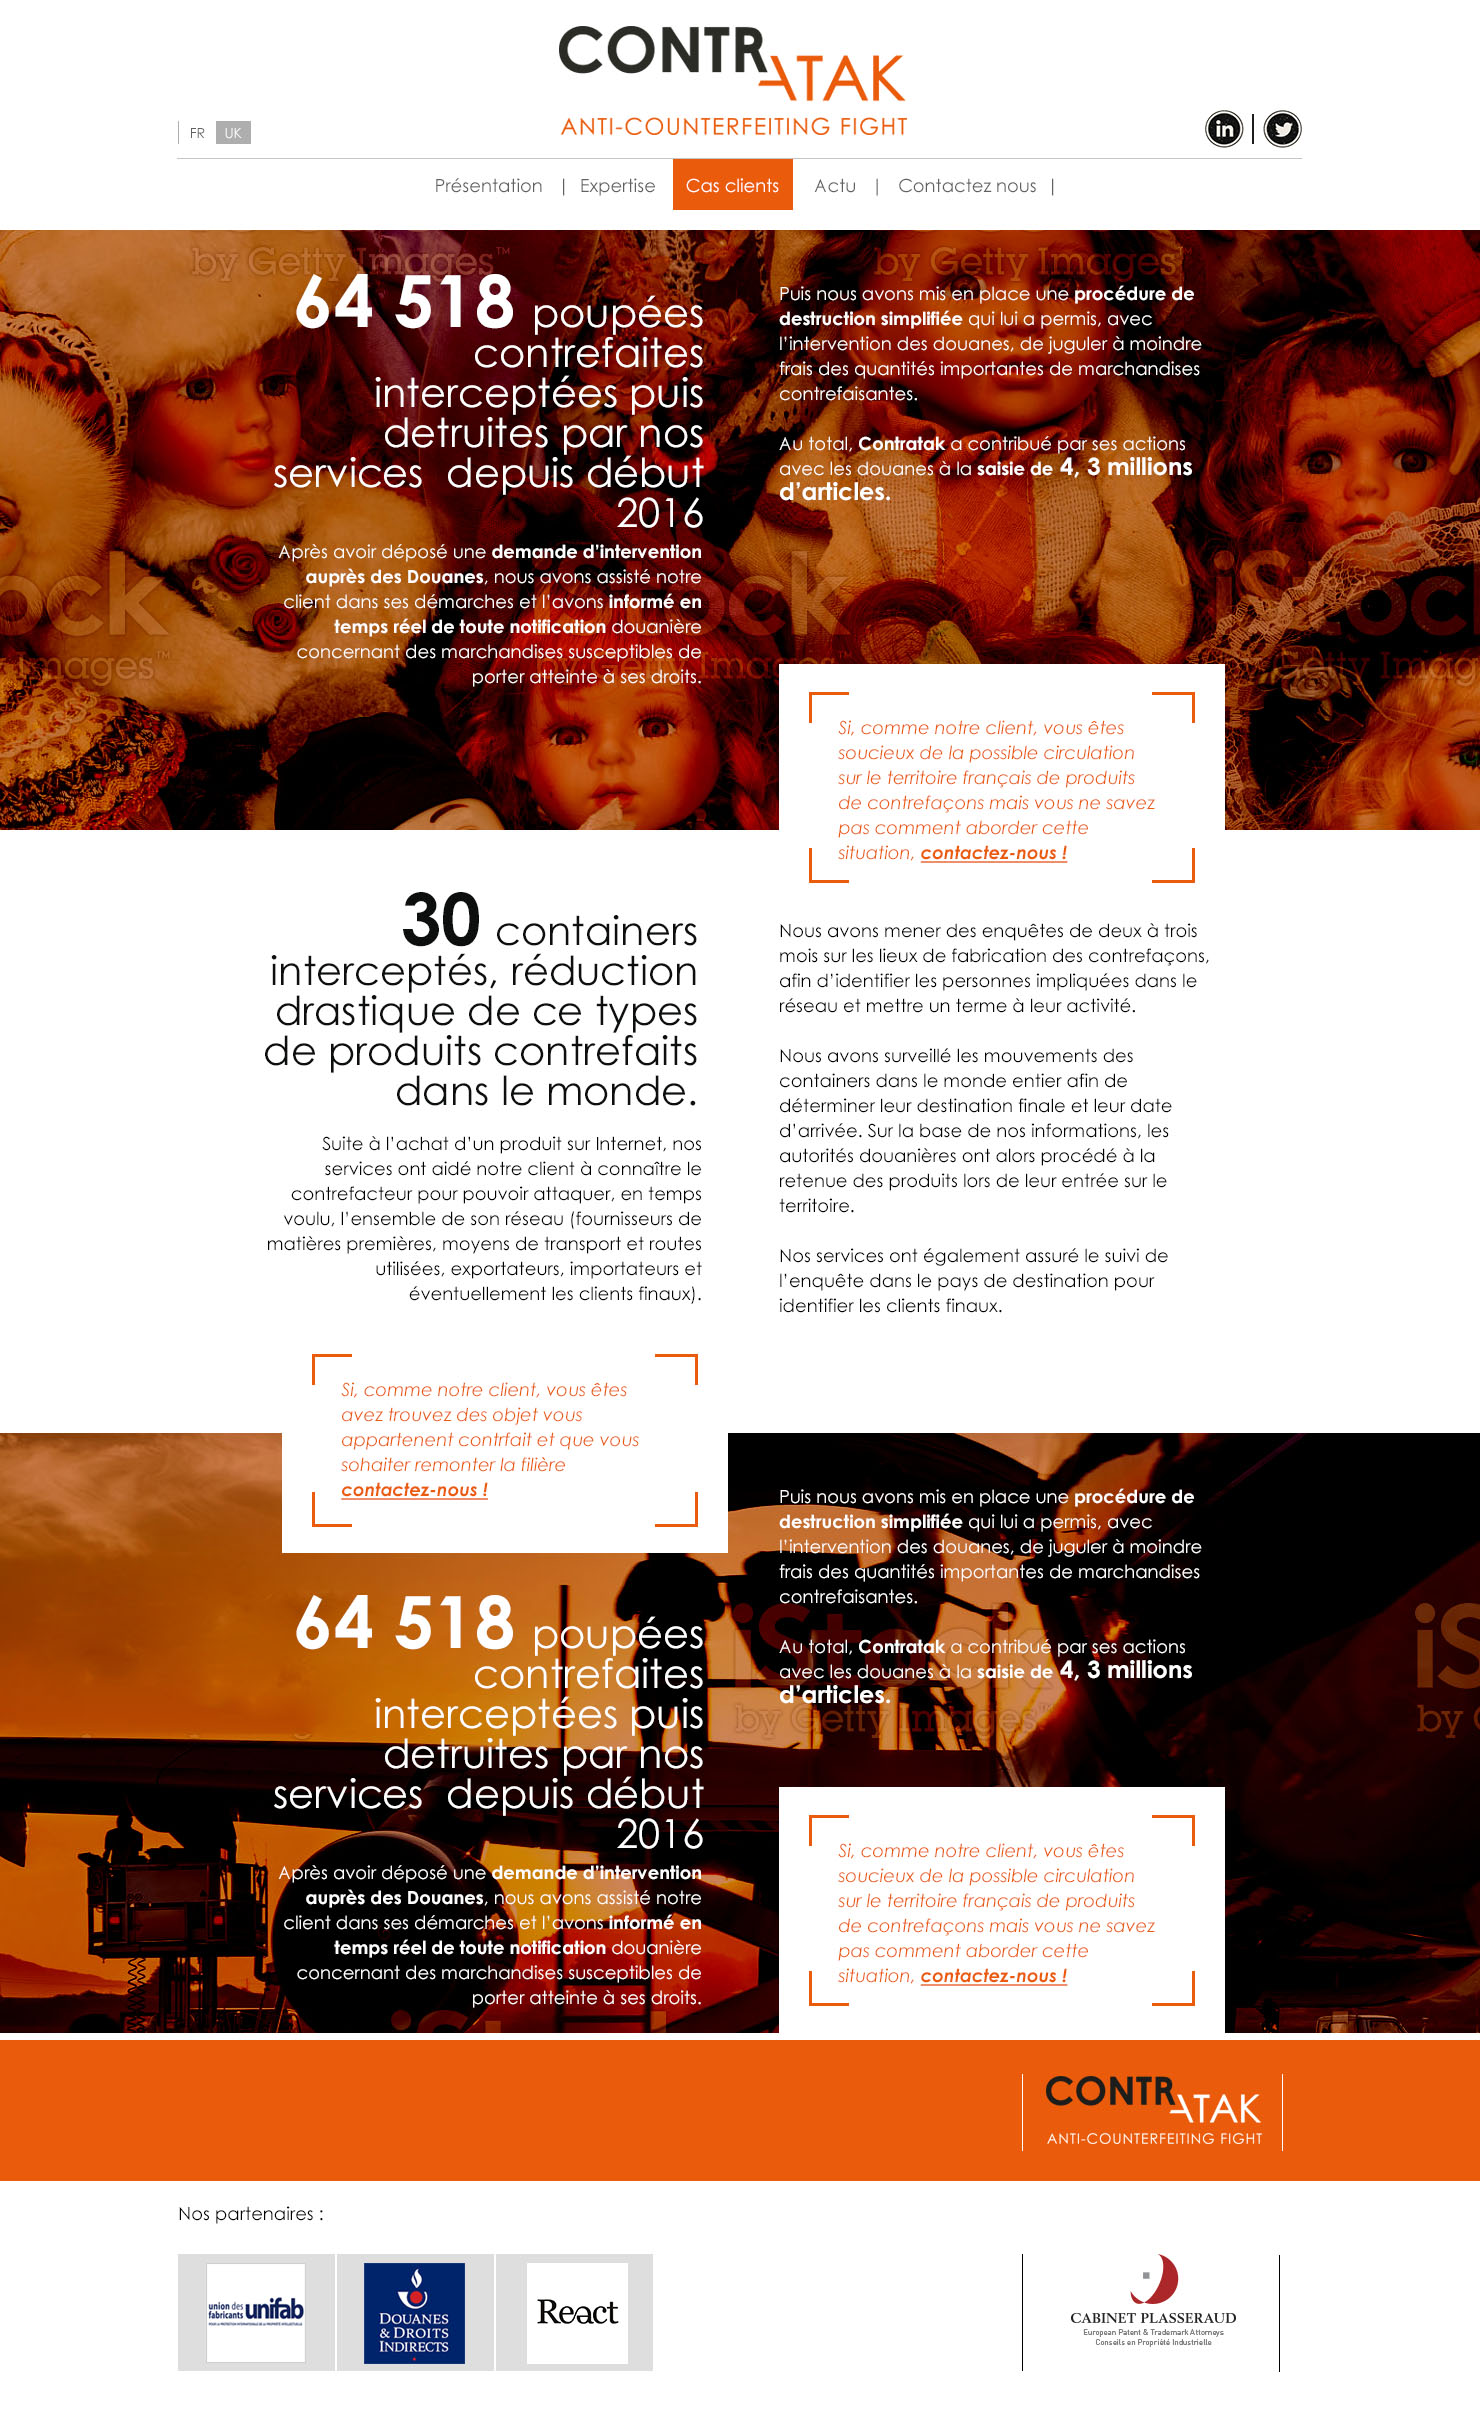 CONTRATAK
ANTI-COUNTERFEITING FIGHT
FR UK
Présentation | Expertise Cas clients Actu | Contactez nous |
by Getty Images™
by Getty Images™
64 518 poupées
contrefaites
interceptées puis
detruites par nos
services depuis début
2016
Après avoir déposé une demande d'intervention
auprès des Douanes, nous avons assisté notre
client dans ses démarches et l'avons informé en
temps réel de toute notification douanière
concernant des marchandises susceptibles de
porter atteinte à ses droits.
Puis nous avons mis en place une procédure de
destruction simplifiée qui lui a permis, avec
l'intervention des douanes, de juguler à moindre
frais des quantités importantes de marchandises
contrefaisantes.
Au total, Contratak a contribué par ses actions
avec les douanes à la saisie de 4, 3 millions
d'articles.
ock
Images™
ock
Getty Images™
iStock
Getty Images
Si, comme notre client, vous êtes
soucieux de la possible circulation
sur le territoire français de produits
de contrefaçons mais vous ne savez
pas comment aborder cette
situation, contactez-nous !
30 containers
interceptés, réduction
drastique de ce types
de produits contrefaits
dans le monde.
Suite à l'achat d'un produit sur Internet, nos
services ont aidé notre client à connaître le
contrefacteur pour pouvoir attaquer, en temps
voulu, l'ensemble de son réseau (fournisseurs de
matières premières, moyens de transport et routes
utilisées, exportateurs, importateurs et
éventuellement les clients finaux).
Nous avons mener des enquêtes de deux à trois
mois sur les lieux de fabrication des contrefaçons,
afin d'identifier les personnes impliquées dans le
réseau et mettre un terme à leur activité.
Nous avons surveillé les mouvements des
containers dans le monde entier afin de
déterminer leur destination finale et leur date
d'arrivée. Sur la base de nos informations, les
autorités douanières ont alors procédé à la
retenue des produits lors de leur entrée sur le
territoire.
Nos services ont également assuré le suivi de
l'enquête dans le pays de destination pour
identifier les clients finaux.
Si, comme notre client, vous êtes
avez trouvez des objet vous
appartenent contrfait et que vous
sohaiter remonter la filière
contactez-nous !
64 518 poupées
contrefaites
interceptées puis
detruites par nos
services depuis début
2016
Après avoir déposé une demande d'intervention
auprès des Douanes, nous avons assisté notre
client dans ses démarches et l'avons informé en
temps réel de toute notification douanière
concernant des marchandises susceptibles de
porter atteinte à ses droits.
Puis nous avons mis en place une procédure de
destruction simplifiée qui lui a permis, avec
l'intervention des douanes, de juguler à moindre
frais des quantités importantes de marchandises
contrefaisantes.
Au total, Contratak a contribué par ses actions
avec les douanes à la saisie de 4, 3 millions
d'articles.
iStock
by Getty Images™
iS
by G
Si, comme notre client, vous êtes
soucieux de la possible circulation
sur le territoire français de produits
de contrefaçons mais vous ne savez
pas comment aborder cette
situation, contactez-nous !
CONTRATAK
ANTI-COUNTERFEITING FIGHT
Nos partenaires :
union des
fabricants unifab
DOUANES
& DROITS
INDIRECTS
React
CABINET PLASSERAUD
European Patent & Trademark Attorneys
Conseils en Propriété Industrielle